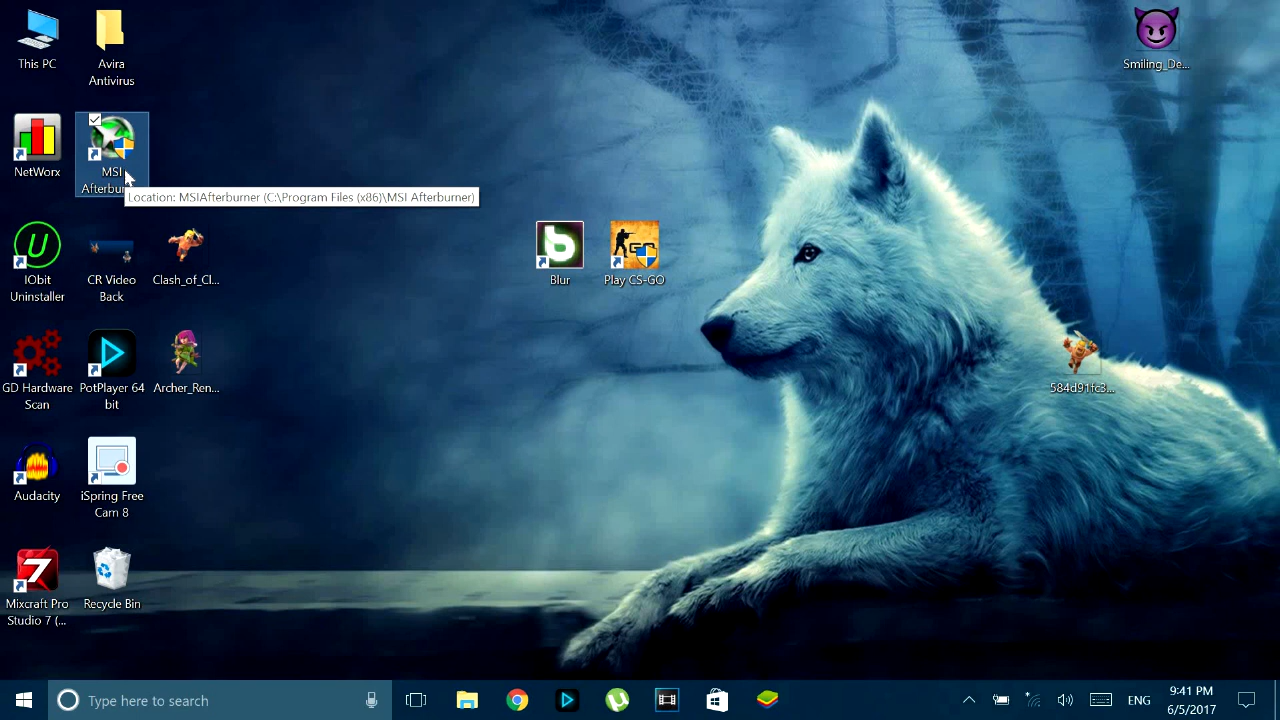 This PC
Avira
Antivirus
Smiling_De...
NetWorx
MSI
Afterbu
Location: MSIAfterburner (C:\Program Files (x86)\MSI Afterburner)
IObit
Uninstaller
CR Video
Back
Clash_of_Cl...
Blur
Play CS-GO
GD Hardware
Scan
PotPlayer 64
bit
Archer_Ren...
584d91fc3...
Audacity
iSpring Free
Cam 8
Mixcraft Pro
Studio 7 (...
Recycle Bin
Type here to search
ENG
9:41 PM
6/5/2017